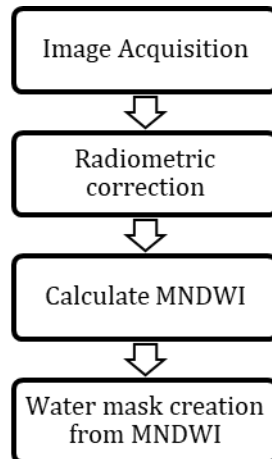 Image Acquisition
Radiometric
correction
Calculate MNDWI
Water mask creation
from MNDWI